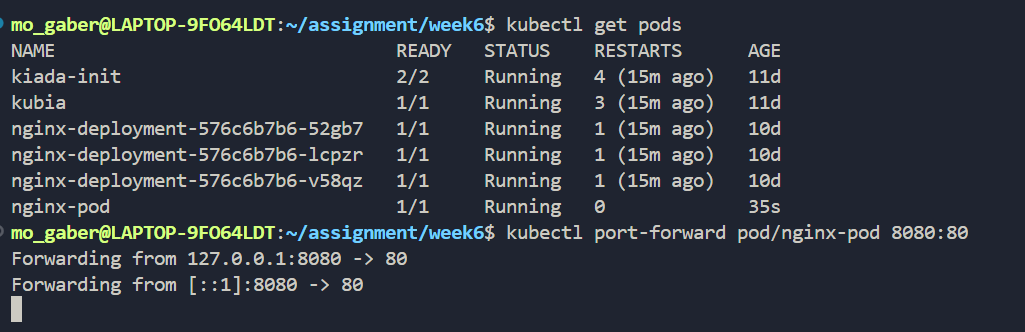 mo_gaber@LAPTOP-9FO64LDT:~/assignment/week6$ kubectl get pods
NAME                                READY   STATUS    RESTARTS      AGE
kiada-init                          2/2     Running   4 (15m ago)   11d
kubia                               1/1     Running   3 (15m ago)   11d
nginx-deployment-576c6b7b6-52gb7    1/1     Running   1 (15m ago)   10d
nginx-deployment-576c6b7b6-lcpzr    1/1     Running   1 (15m ago)   10d
nginx-deployment-576c6b7b6-v58qz    1/1     Running   1 (15m ago)   10d
nginx-pod                           1/1     Running   0             35s
mo_gaber@LAPTOP-9FO64LDT:~/assignment/week6$ kubectl port-forward pod/nginx-pod 8080:80
Forwarding from 127.0.0.1:8080 -> 80
Forwarding from [::1]:8080 -> 80